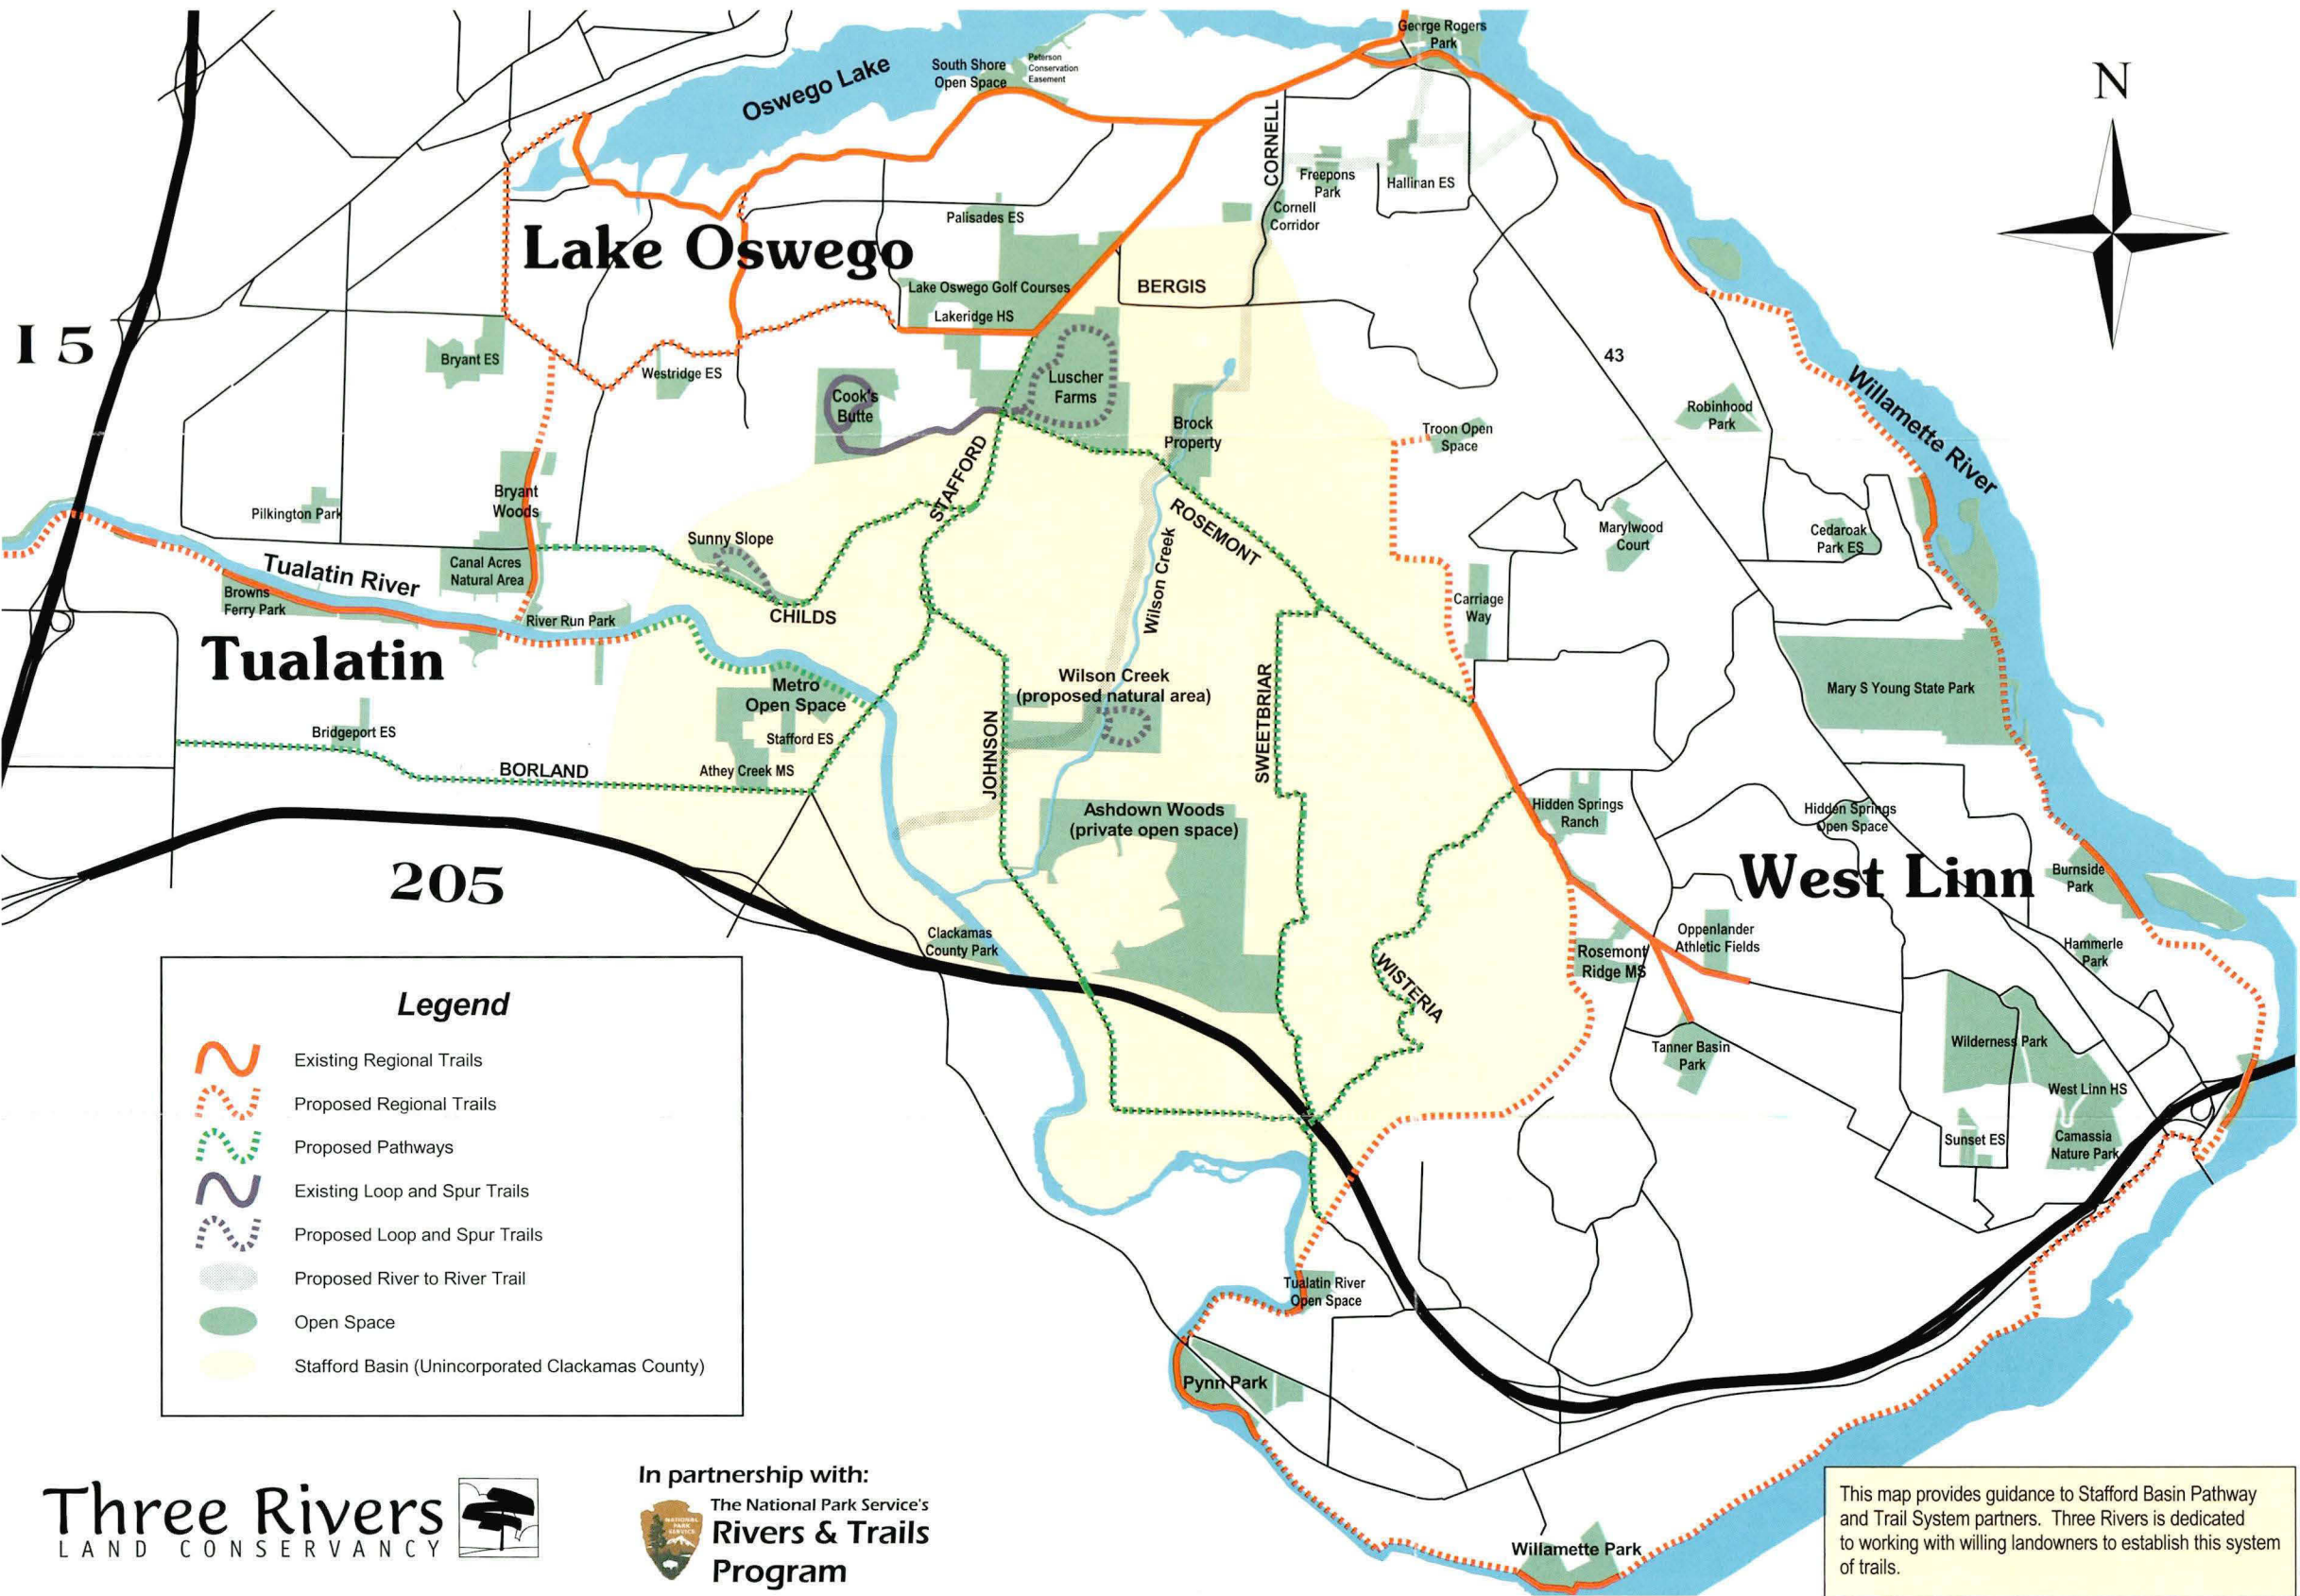 George Rogers
Park
N
Oswego Lake
South Shore
Open Space
Peterson
Conservation
Easement
CORNELL
Freepons
Park
Hallinan ES
Cornell
Corridor
Palisades ES
Lake Oswego
Lake Oswego Golf Courses
BERGIS
Lakeridge HS
I 5
Bryant ES
Westridge ES
43
Luscher
Farms
Cook's
Butte
Willamette River
Robinhood
Park
Brock
Property
Troon Open
Space
STAFFORD
Bryant
Woods
Pilkington Park
ROSEMONT
Marylwood
Court
Cedaroak
Park ES
Sunny Slope
Wilson Creek
Tualatin River
Canal Acres
Natural Area
Browns
Ferry Park
River Run Park
CHILDS
Carriage
Way
Tualatin
Wilson Creek
(proposed natural area)
SWEETBRIAR
Metro
Open Space
Mary S Young State Park
Bridgeport ES
Stafford ES
JOHNSON
BORLAND
Athey Creek MS
Ashdown Woods
(private open space)
Hidden Springs
Ranch
Hidden Springs
Open Space
205
West Linn
Burnside
Park
Clackamas
County Park
Oppenlander
Athletic Fields
Hammerle
Park
Rosemont
Ridge MS
WISTERIA
Tanner Basin
Park
Wilderness Park
West Linn HS
Sunset ES
Camassia
Nature Park
Legend
Existing Regional Trails
Proposed Regional Trails
Proposed Pathways
Existing Loop and Spur Trails
Proposed Loop and Spur Trails
Proposed River to River Trail
Open Space
Stafford Basin (Unincorporated Clackamas County)
Tualatin River
Open Space
Pynn Park
Willamette Park
Three Rivers
LAND CONSERVANCY
In partnership with:
NATIONAL
PARK
SERVICE
The National Park Service's
Rivers & Trails
Program
This map provides guidance to Stafford Basin Pathway
and Trail System partners. Three Rivers is dedicated
to working with willing landowners to establish this system
of trails.